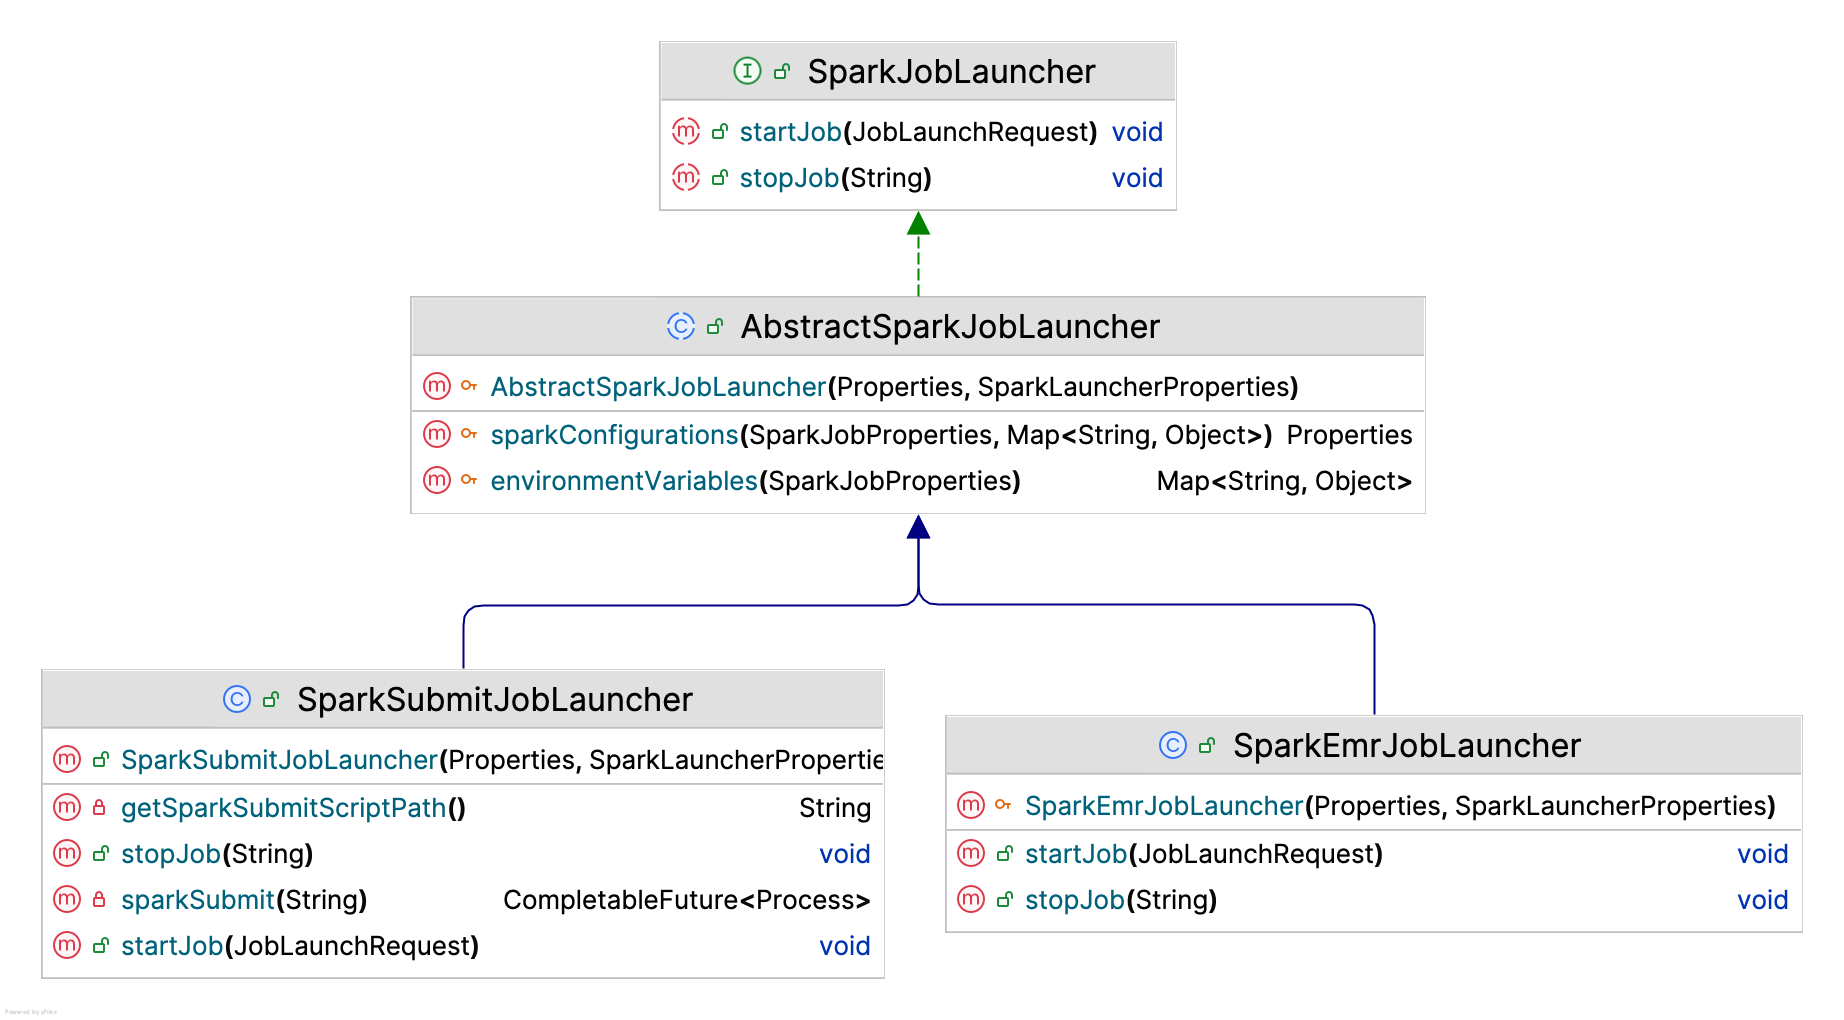 SparkJobLauncher
startJob(JobLaunchRequest) void
stopJob(String) void
AbstractSparkJobLauncher
AbstractSparkJobLauncher(Properties, SparkLauncherProperties)
sparkConfigurations(SparkJobProperties, Map<String, Object>) Properties
environmentVariables(SparkJobProperties) Map<String, Object>
SparkSubmitJobLauncher
SparkSubmitJobLauncher(Properties, SparkLauncherPropertie
getSparkSubmitScriptPath() String
stopJob(String) void
sparkSubmit(String) CompletableFuture<Process>
startJob(JobLaunchRequest) void
SparkEmrJobLauncher
SparkEmrJobLauncher(Properties, SparkLauncherProperties)
startJob(JobLaunchRequest) void
stopJob(String) void
Powered by yFiles